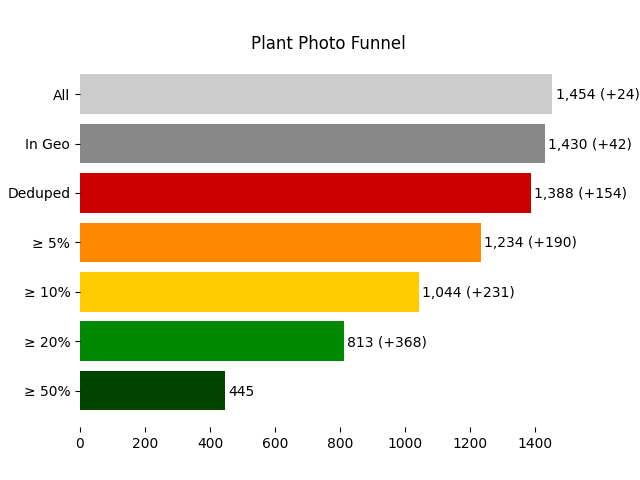 Plant Photo Funnel
All 1,454 (+24)
In Geo 1,430 (+42)
Deduped 1,388 (+154)
≥ 5% 1,234 (+190)
≥ 10% 1,044 (+231)
≥ 20% 813 (+368)
≥ 50% 445
0 200 400 600 800 1000 1200 1400